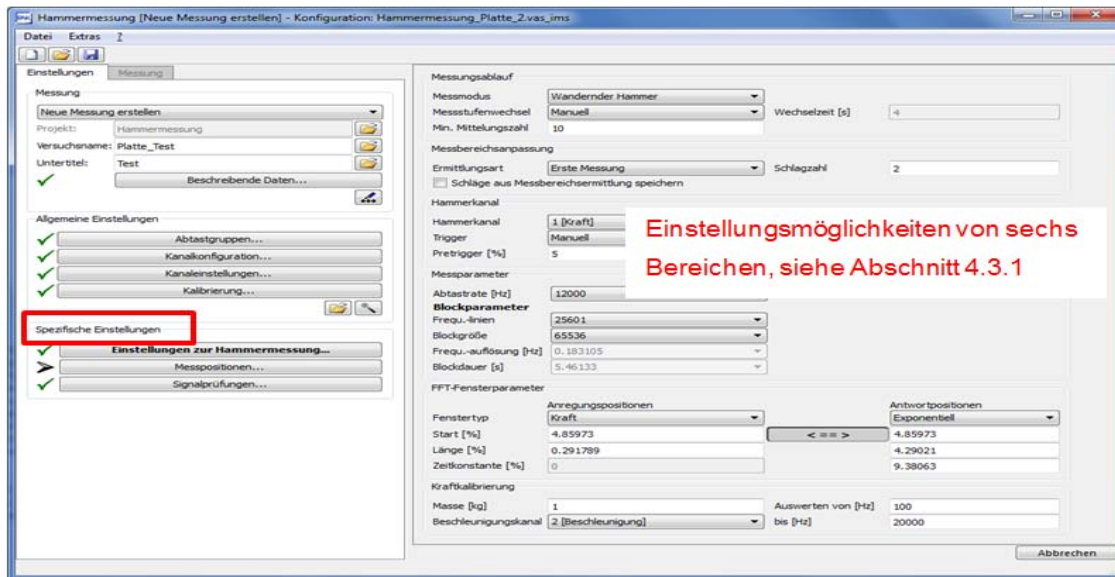 Hammermessung [Neue Messung erstellen] - Konfiguration: Hammermessung_Platte_2.vas_ims
Datei Extras ?
Einstellungen Messung
Messung
Neue Messung erstellen
Projekt: Hammermessung
Versuchsname: Platte_Test
Untertitel: Test
Beschreibende Daten...
Allgemeine Einstellungen
Abtastgruppen...
Kanalkonfiguration...
Kanaleinstellungen...
Kalibrierung...
Spezifische Einstellungen
Einstellungen zur Hammermessung...
Messpositionen...
Signalprüfungen...
Messungsablauf
Messmodus Wandernder Hammer
Messstufenwechsel Manuell Wechselzeit [s] 4
Min. Mittelungszahl 10
Messbereichsanpassung
Ermittlungsart Erste Messung Schlagzahl 2
Schläge aus Messbereichsermittlung speichern
Hammerkanal
Hammerkanal 1 [Kraft]
Trigger Manuell
Pretrigger [%] 5
Einstellungsmöglichkeiten von sechs
Bereichen, siehe Abschnitt 4.3.1
Messparameter
Abtastrate [Hz] 12000
Blockparameter
Frequ.-linien 25601
Blockgröße 65536
Frequ.-auflösung [Hz] 0.183105
Blockdauer [s] 5.46133
FFT-Fensterparameter
Anregungspositionen Antwortpositionen
Fenstertyp Kraft Exponentiell
Start [%] 4.85973 < == > 4.85973
Länge [%] 0.291789 4.29021
Zeitkonstante [%] 0 9.38063
Kraftkalibrierung
Masse [kg] 1 Auswerten von [Hz] 100
Beschleunigungskanal 2 [Beschleunigung] bis [Hz] 20000
Abbrechen